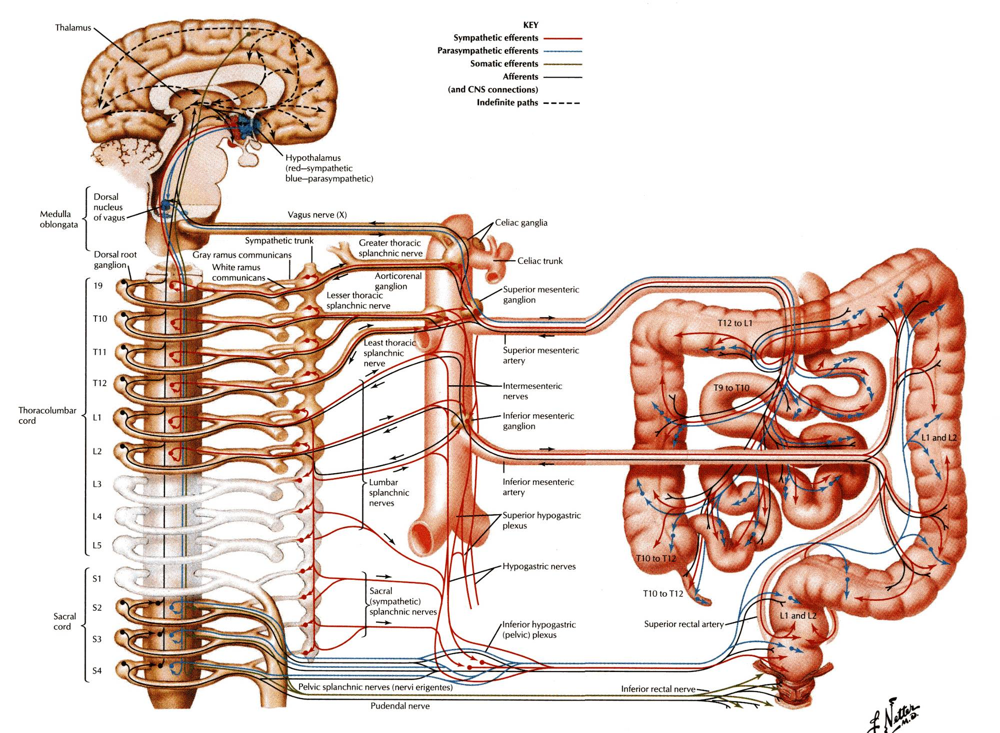 Thalamus
KEY
Sympathetic efferents
Parasympathetic efferents
Somatic efferents
Afferents
(and CNS connections)
Indefinite paths
Hypothalamus
(red—sympathetic
blue—parasympathetic)
Medulla
oblongata
Dorsal
nucleus
of vagus
Vagus nerve (X)
Celiac ganglia
Dorsal root
ganglion
Gray ramus communicans
White ramus
communicans
Sympathetic trunk
Greater thoracic
splanchnic nerve
Celiac trunk
Aorticorenal
ganglion
Lesser thoracic
splanchnic nerve
Superior mesenteric
ganglion
Least thoracic
splanchnic
nerve
Superior mesenteric
artery
Intermesenteric
nerves
Inferior mesenteric
ganglion
Inferior mesenteric
artery
Lumbar
splanchnic
nerves
Superior hypogastric
plexus
Hypogastric nerves
Sacral
(sympathetic)
splanchnic nerves
Inferior hypogastric
(pelvic) plexus
Pelvic splanchnic nerves (nervi erigentes)
Pudendal nerve
Inferior rectal nerve
Superior rectal artery
Thoracolumbar
cord
19
T10
T11
T12
L1
L2
L3
L4
L5
Sacral
cord
S1
S2
S3
S4
T12 to L1
T9 to T10
L1 and L2
T10 to T12
T10 to T12
L1 and L2
F. Netter
M.D.